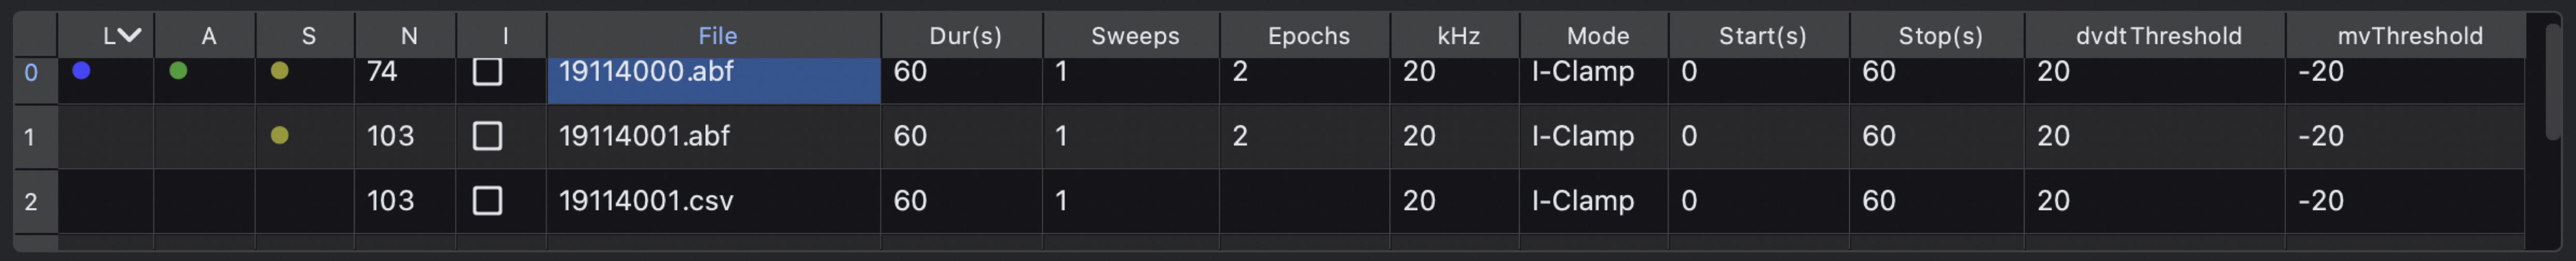 L A S N I File Dur(s) Sweeps Epochs kHz Mode Start(s) Stop(s) dvdtThreshold mvThreshold
0 74 19114000.abf 60 1 2 20 I-Clamp 0 60 20 -20
1 103 19114001.abf 60 1 2 20 I-Clamp 0 60 20 -20
2 103 19114001.csv 60 1 20 I-Clamp 0 60 20 -20